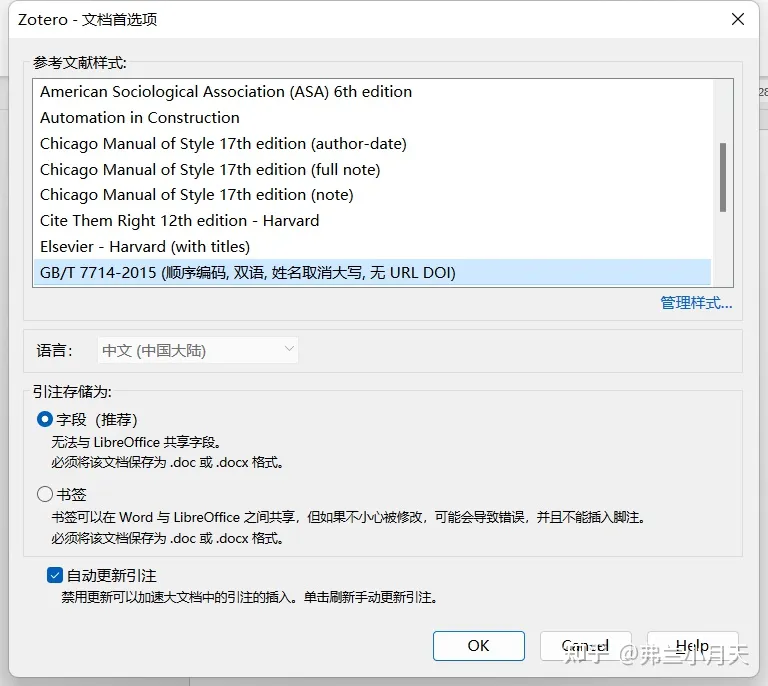 Zotero - 文档首选项
参考文献样式:
American Sociological Association (ASA) 6th edition
28
Automation in Construction
Chicago Manual of Style 17th edition (author-date)
Chicago Manual of Style 17th edition (full note)
Chicago Manual of Style 17th edition (note)
Cite Them Right 12th edition - Harvard
Elsevier - Harvard (with titles)
GB/T 7714-2015 (顺序编码, 双语, 姓名取消大写, 无 URL DOI)
管理样式...
语言： 中文 (中国大陆)
引注存储为:
字段（推荐）
无法与 LibreOffice 共享字段。
必须将该文档保存为 .doc 或 .docx 格式。
书签
书签可以在 Word 与 LibreOffice 之间共享，但如果不小心被修改，可能会导致错误，并且不能插入脚注。
必须将该文档保存为 .doc 或 .docx 格式。
自动更新引注
禁用更新可以加速大文档中的引注的插入。单击刷新手动更新引注。
OK Cancel Help
知乎 @弗兰小月天